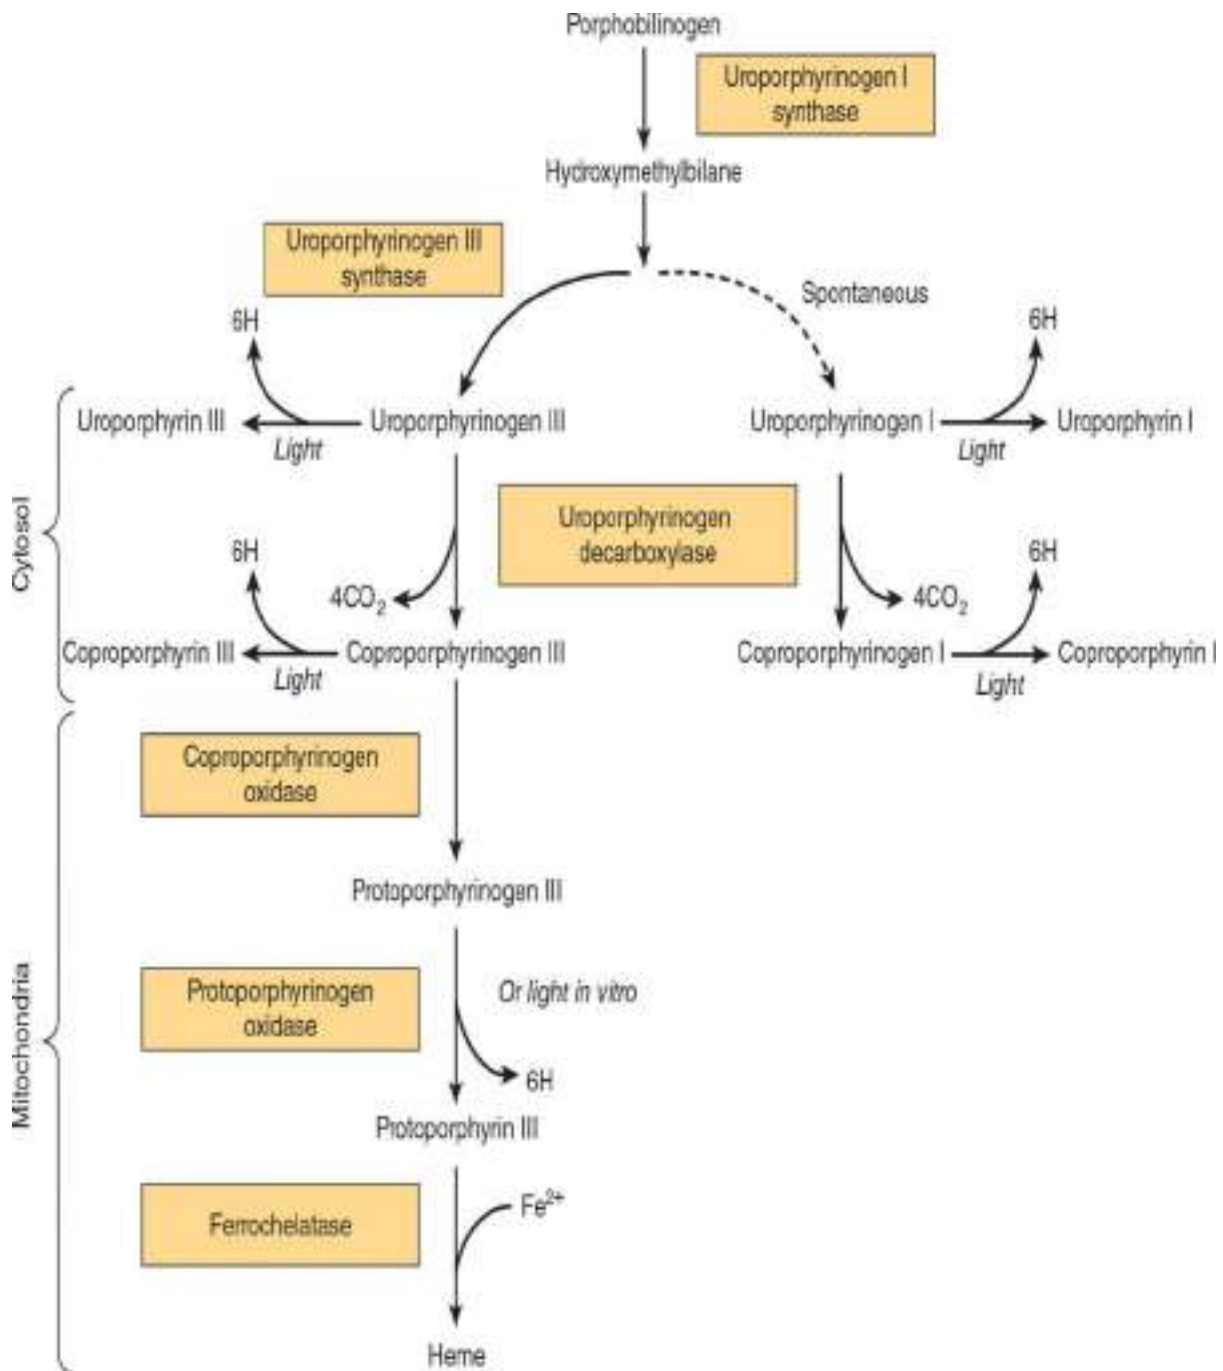 Porphobilinogen
Uroporphyrinogen I
synthase
Hydroxymethylbilane
Uroporphyrinogen III
synthase
Spontaneous
6H
6H
Uroporphyrin III
Light
Uroporphyrinogen III
Uroporphyrinogen I
Light
Uroporphyrin I
Cytosol
Uroporphyrinogen
decarboxylase
6H
4CO2
4CO2
6H
Coproporphyrin III
Light
Coproporphyrinogen III
Coproporphyrinogen I
Light
Coproporphyrin I
Coproporphyrinogen
oxidase
Protoporphyrinogen III
Mitochondria
Protoporphyrinogen
oxidase
Or light in vitro
6H
Protoporphyrin III
Ferrochelatase
Fe2+
Heme